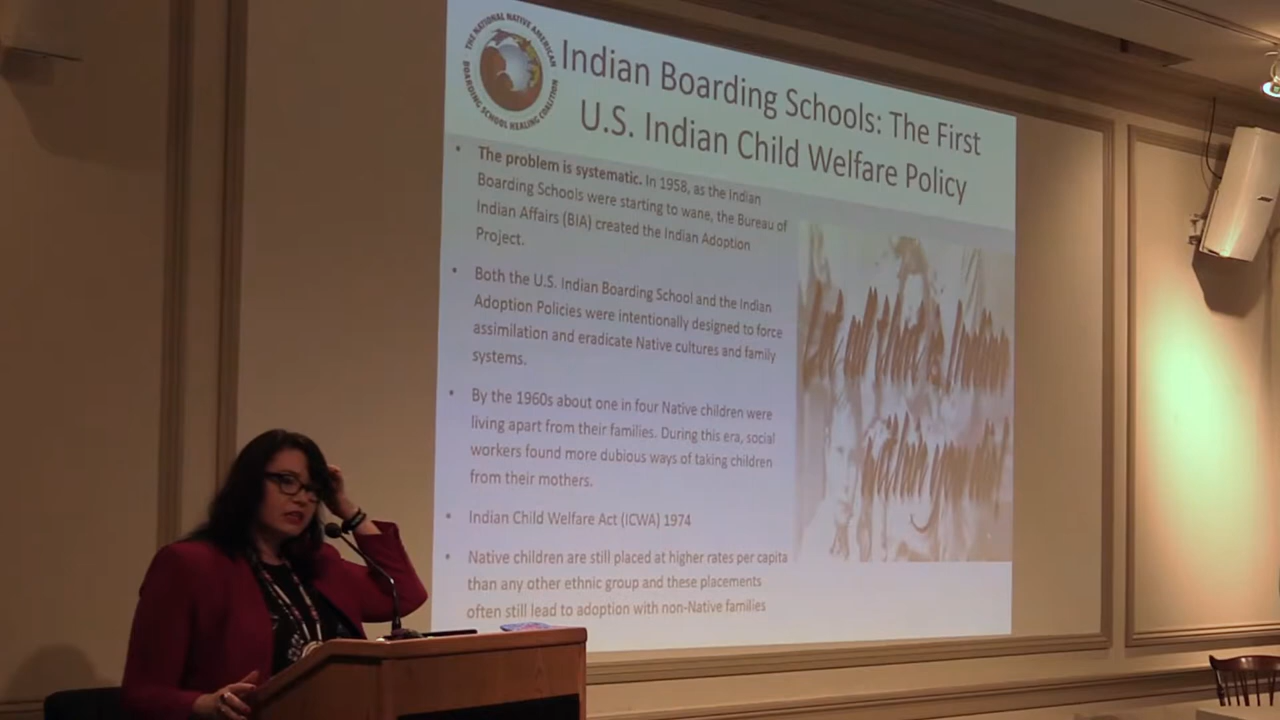 THE NATIONAL NATIVE AMERICAN
BOARDING SCHOOL HEALING COALITION
Indian Boarding Schools: The First
U.S. Indian Child Welfare Policy
• The problem is systematic. In 1958, as the Indian
Boarding Schools were starting to wane, the Bureau of
Indian Affairs (BIA) created the Indian Adoption
Project.
• Both the U.S. Indian Boarding School and the Indian
Adoption Policies were intentionally designed to force
assimilation and eradicate Native cultures and family
systems.
• By the 1960s about one in four Native children were
living apart from their families. During this era, social
workers found more dubious ways of taking children
from their mothers.
• Indian Child Welfare Act (ICWA) 1974
• Native children are still placed at higher rates per capita
than any other ethnic group and these placements
often still lead to adoption with non-Native families